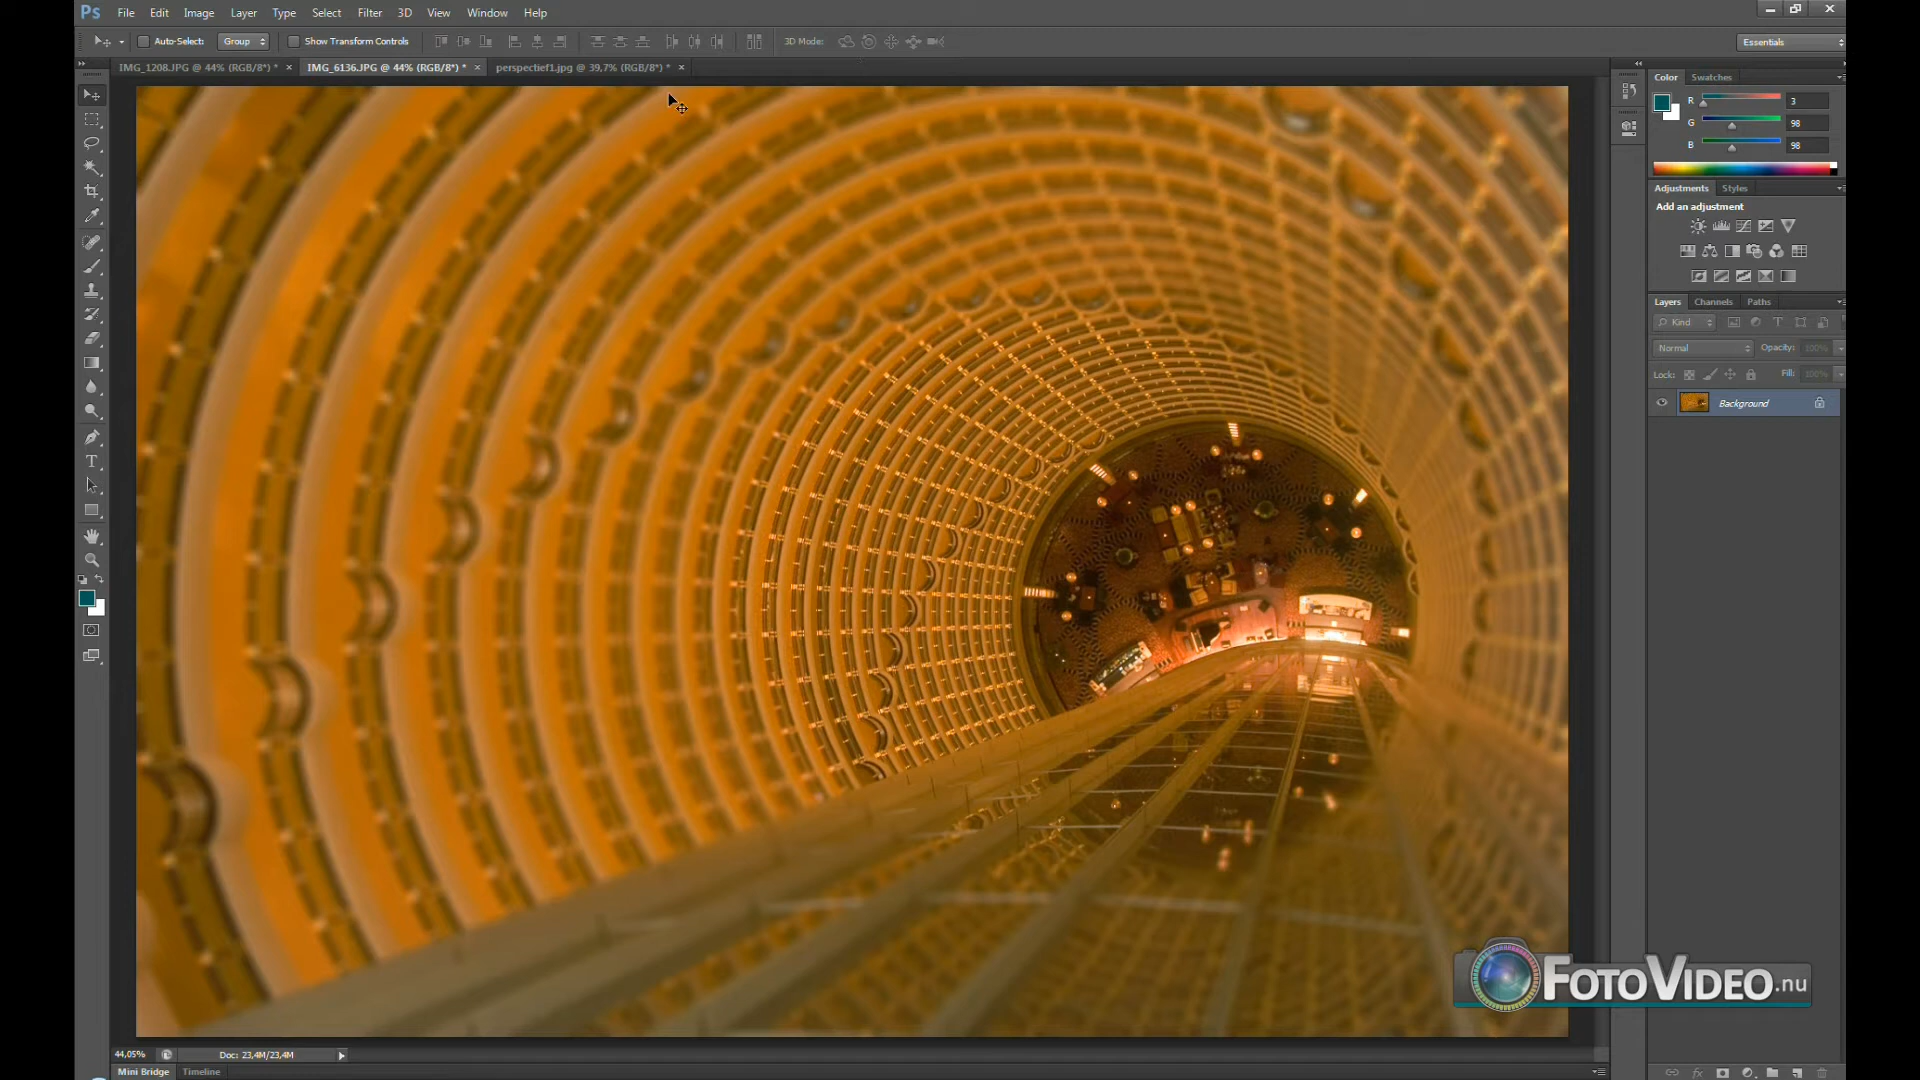 Ps File Edit Image Layer Type Select Filter 3D View Window Help
Auto-Select: Group Show Transform Controls 3D Mode: Essentials
IMG_1208.JPG @ 44% (RGB/8*) * × IMG_6136.JPG @ 44% (RGB/8*) * × perspectief1.jpg @ 39,7% (RGB/8*) * ×
Color Swatches
R 3
G 98
B 98
Adjustments Styles
Add an adjustment
Layers Channels Paths
Kind
Normal Opacity: 100%
Lock: Fill: 100%
Background
FOTOVIDEO.nu
44,05% Doc: 23,4M/23,4M
Mini Bridge Timeline